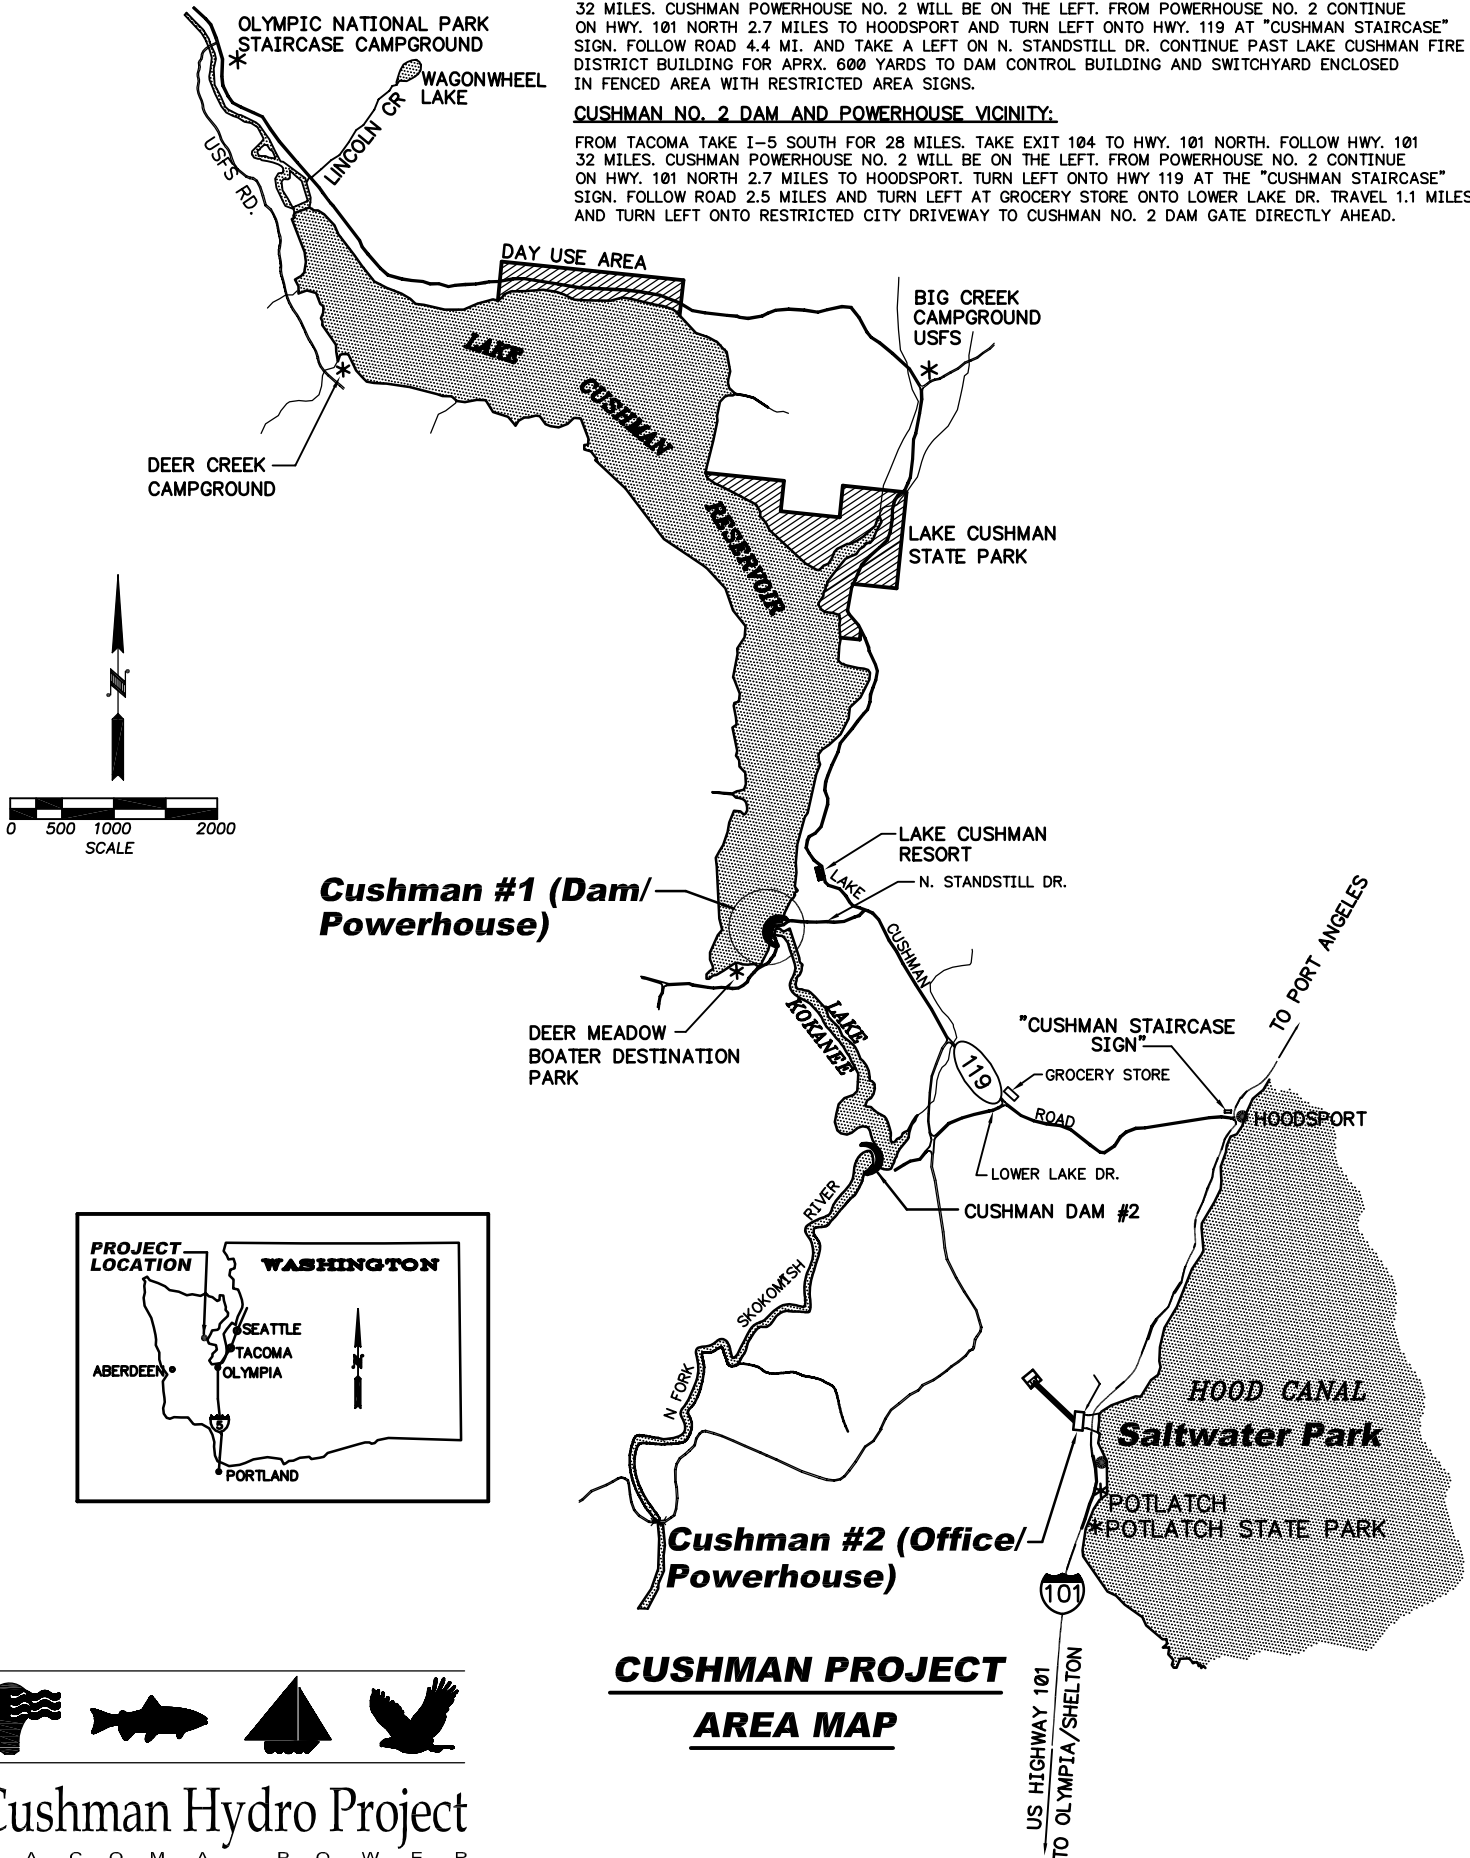 32 MILES. CUSHMAN POWERHOUSE NO. 2 WILL BE ON THE LEFT. FROM POWERHOUSE NO. 2 CONTINUE
ON HWY. 101 NORTH 2.7 MILES TO HOODSPORT AND TURN LEFT ONTO HWY. 119 AT "CUSHMAN STAIRCASE"
SIGN. FOLLOW ROAD 4.4 MI. AND TAKE A LEFT ON N. STANDSTILL DR. CONTINUE PAST LAKE CUSHMAN FIRE
DISTRICT BUILDING FOR APRX. 600 YARDS TO DAM CONTROL BUILDING AND SWITCHYARD ENCLOSED
IN FENCED AREA WITH RESTRICTED AREA SIGNS.
CUSHMAN NO. 2 DAM AND POWERHOUSE VICINITY:
FROM TACOMA TAKE I-5 SOUTH FOR 28 MILES. TAKE EXIT 104 TO HWY. 101 NORTH. FOLLOW HWY. 101
32 MILES. CUSHMAN POWERHOUSE NO. 2 WILL BE ON THE LEFT. FROM POWERHOUSE NO. 2 CONTINUE
ON HWY. 101 NORTH 2.7 MILES TO HOODSPORT. TURN LEFT ONTO HWY 119 AT THE "CUSHMAN STAIRCASE"
SIGN. FOLLOW ROAD 2.5 MILES AND TURN LEFT AT GROCERY STORE ONTO LOWER LAKE DR. TRAVEL 1.1 MILES
AND TURN LEFT ONTO RESTRICTED CITY DRIVEWAY TO CUSHMAN NO. 2 DAM GATE DIRECTLY AHEAD.
OLYMPIC NATIONAL PARK
STAIRCASE CAMPGROUND
WAGONWHEEL
LAKE
LINCOLN CR
USFS RD.
DAY USE AREA
BIG CREEK
CAMPGROUND
USFS
LAKE
CUSHMAN
RESERVOIR
DEER CREEK
CAMPGROUND
LAKE CUSHMAN
STATE PARK
N
0 500 1000 2000
SCALE
LAKE CUSHMAN
RESORT
N. STANDSTILL DR.
Cushman #1 (Dam/
Powerhouse)
LAKE
CUSHMAN
TO PORT ANGELES
DEER MEADOW
BOATER DESTINATION
PARK
LAKE
KOKANEE
"CUSHMAN STAIRCASE
SIGN"
119
GROCERY STORE
ROAD
HOODSPORT
LOWER LAKE DR.
CUSHMAN DAM #2
RIVER
SKOKOMISH
N FORK
PROJECT
LOCATION
WASHINGTON
SEATTLE
TACOMA
ABERDEEN
OLYMPIA
N
5
PORTLAND
HOOD CANAL
Saltwater Park
POTLATCH
POTLATCH STATE PARK
Cushman #2 (Office/
Powerhouse)
101
US HIGHWAY 101
TO OLYMPIA/SHELTON
CUSHMAN PROJECT
AREA MAP
Cushman Hydro Project
A C O M A P O W E R